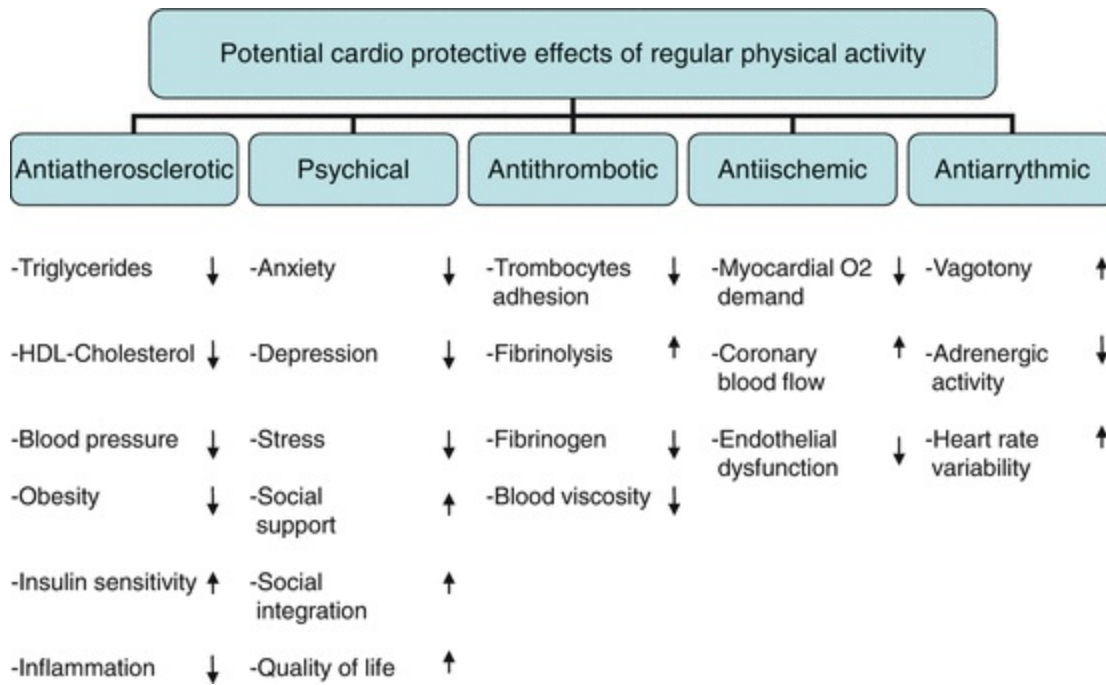 Potential cardio protective effects of regular physical activity
Antiatherosclerotic
Psychical
Antithrombotic
Antiischemic
Antiarrythmic
-Triglycerides ↓
-HDL-Cholesterol ↓
-Blood pressure ↓
-Obesity ↓
-Insulin sensitivity ↑
-Inflammation ↓
-Anxiety ↓
-Depression ↓
-Stress ↓
-Social ↑
support
-Social ↑
integration
-Quality of life ↑
-Trombocytes ↓
adhesion
-Fibrinolysis ↑
-Fibrinogen ↓
-Blood viscosity ↓
-Myocardial O2 ↓
demand
-Coronary ↑
blood flow
-Endothelial ↓
dysfunction
-Vagotony ↑
-Adrenergic ↓
activity
-Heart rate ↑
variability